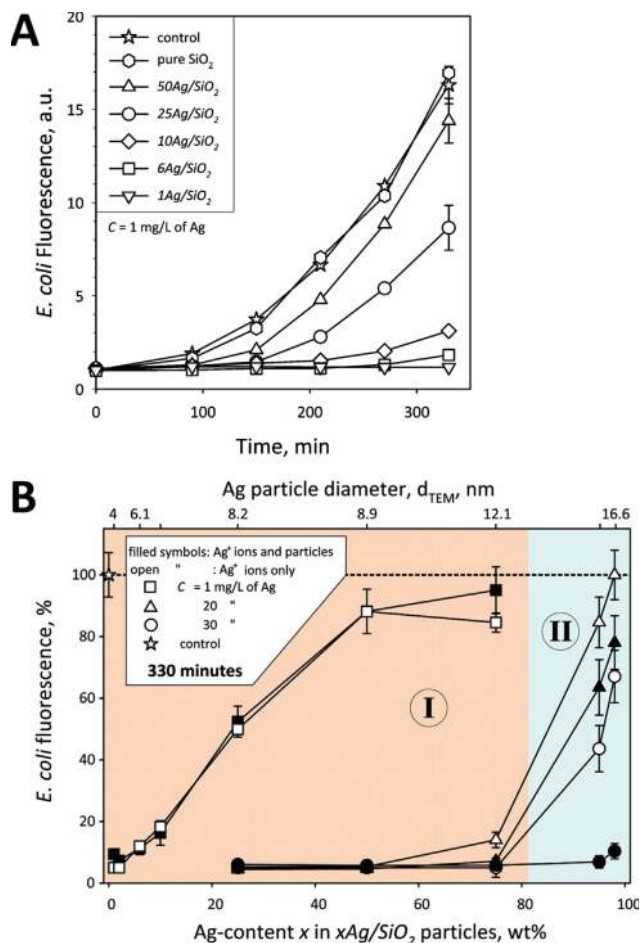 A
20
15
10
5
0
E. coli Fluorescence, a.u.
control
pure SiO₂
50Ag/SiO₂
25Ag/SiO₂
10Ag/SiO₂
6Ag/SiO₂
1Ag/SiO₂
C = 1 mg/L of Ag
0 100 200 300
Time, min
B
Ag particle diameter, d_TEM, nm
4 6.1 8.2 8.9 12.1 16.6
filled symbols: Ag⁺ ions and particles
open " : Ag⁺ ions only
C = 1 mg/L of Ag
20 "
30 "
control
330 minutes
I
II
100
80
60
40
20
0
E. coli fluorescence, %
0 20 40 60 80 100
Ag-content x in xAg/SiO₂ particles, wt%